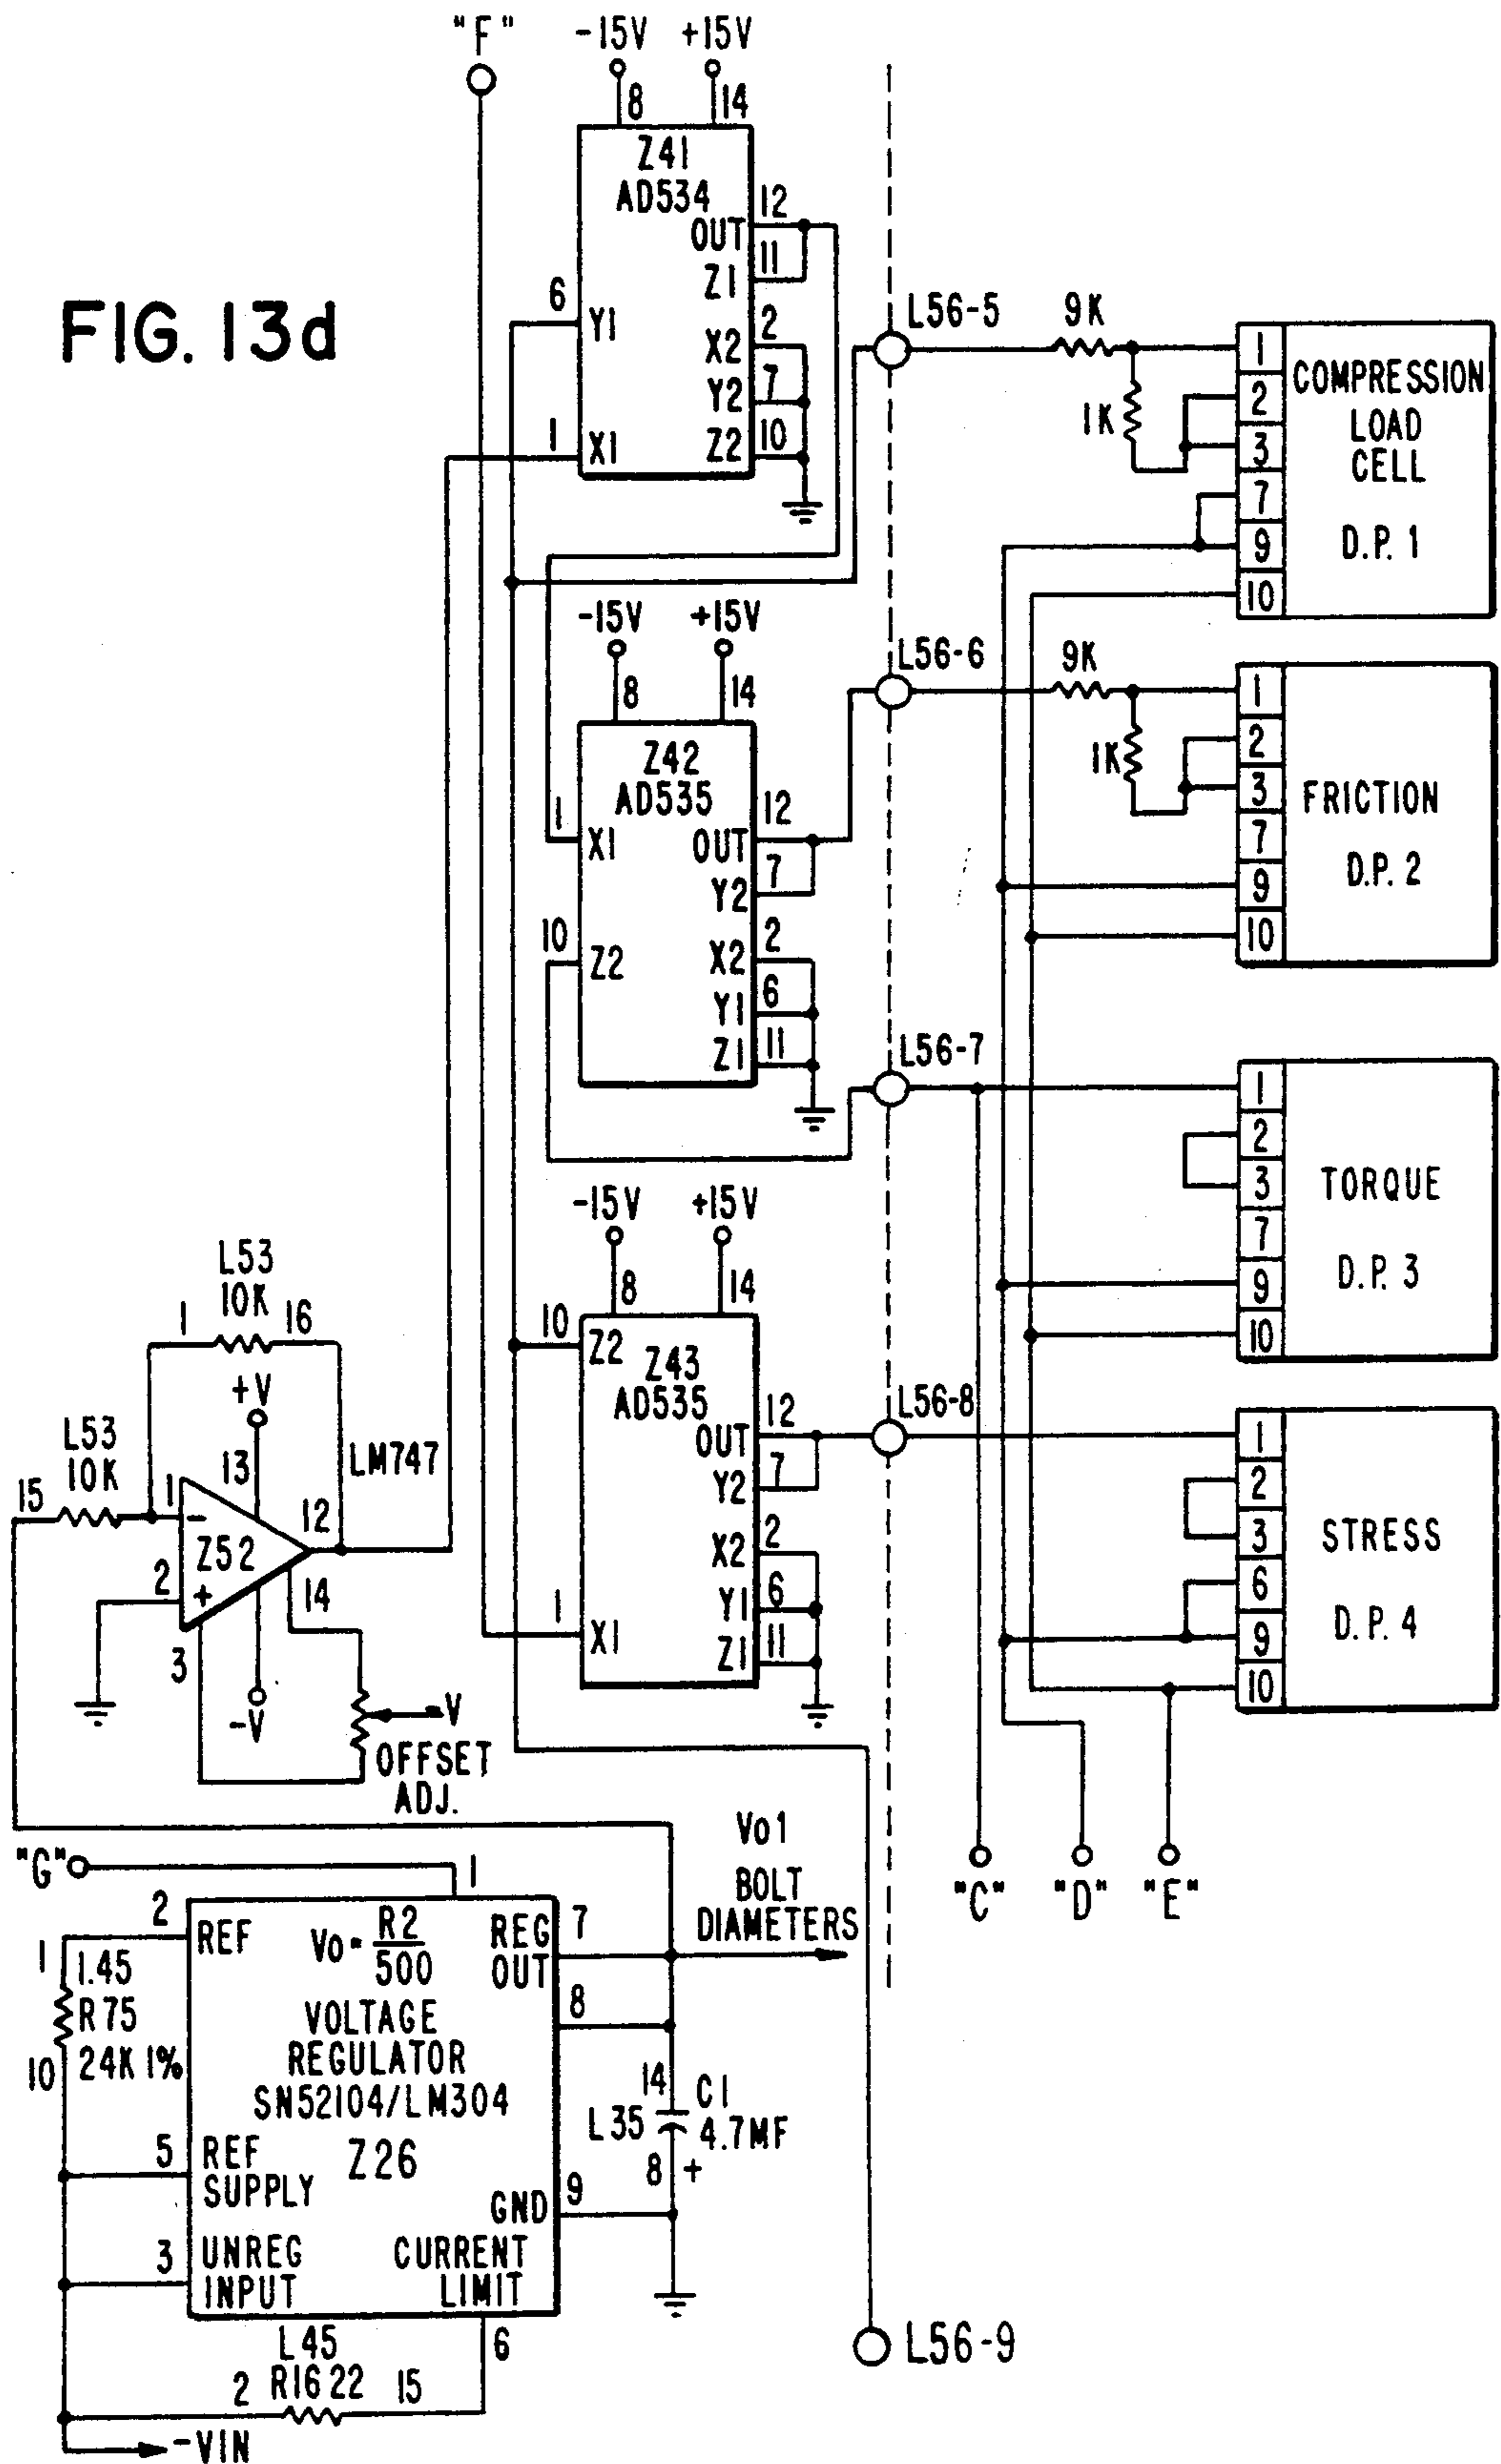 "F"
-15V +15V
8 14
Z41
AD534
12
OUT
11
Z1
6
Y1
2
X2
7
Y2
1
X1
10
Z2
FIG. 13d
L56-5
9K
1K
1
2
3
7
9
10
COMPRESSION
LOAD
CELL
D.P. 1
-15V +15V
8 14
Z42
AD535
1
X1
12
OUT
7
Y2
10
Z2
2
X2
6
Y1
11
Z1
L56-6
9K
1K
1
2
3
7
9
10
FRICTION
D.P. 2
L56-7
1
2
3
7
9
10
TORQUE
D.P. 3
-15V +15V
8 14
10
Z2
Z43
AD535
12
OUT
7
Y2
2
X2
6
Y1
1
X1
11
Z1
L56-8
1
2
3
6
9
10
STRESS
D.P. 4
L53
10K
1 16
+V
L53
10K
15
13
LM747
1
-
Z52
12
2
+
14
3
-V
-V
OFFSET
ADJ.
"G"
1
Vo1
BOLT
DIAMETERS
"C" "D" "E"
2
REF
Vo=R2/500
REG
OUT
7
1
1.45
R75
24K 1%
10
VOLTAGE
REGULATOR
SN52104/LM304
Z26
8
14
C1
4.7MF
L35
8 +
5
REF
SUPPLY
9
GND
3
UNREG
INPUT
CURRENT
LIMIT
6
L45
R16 22
2 15
-VIN
L56-9